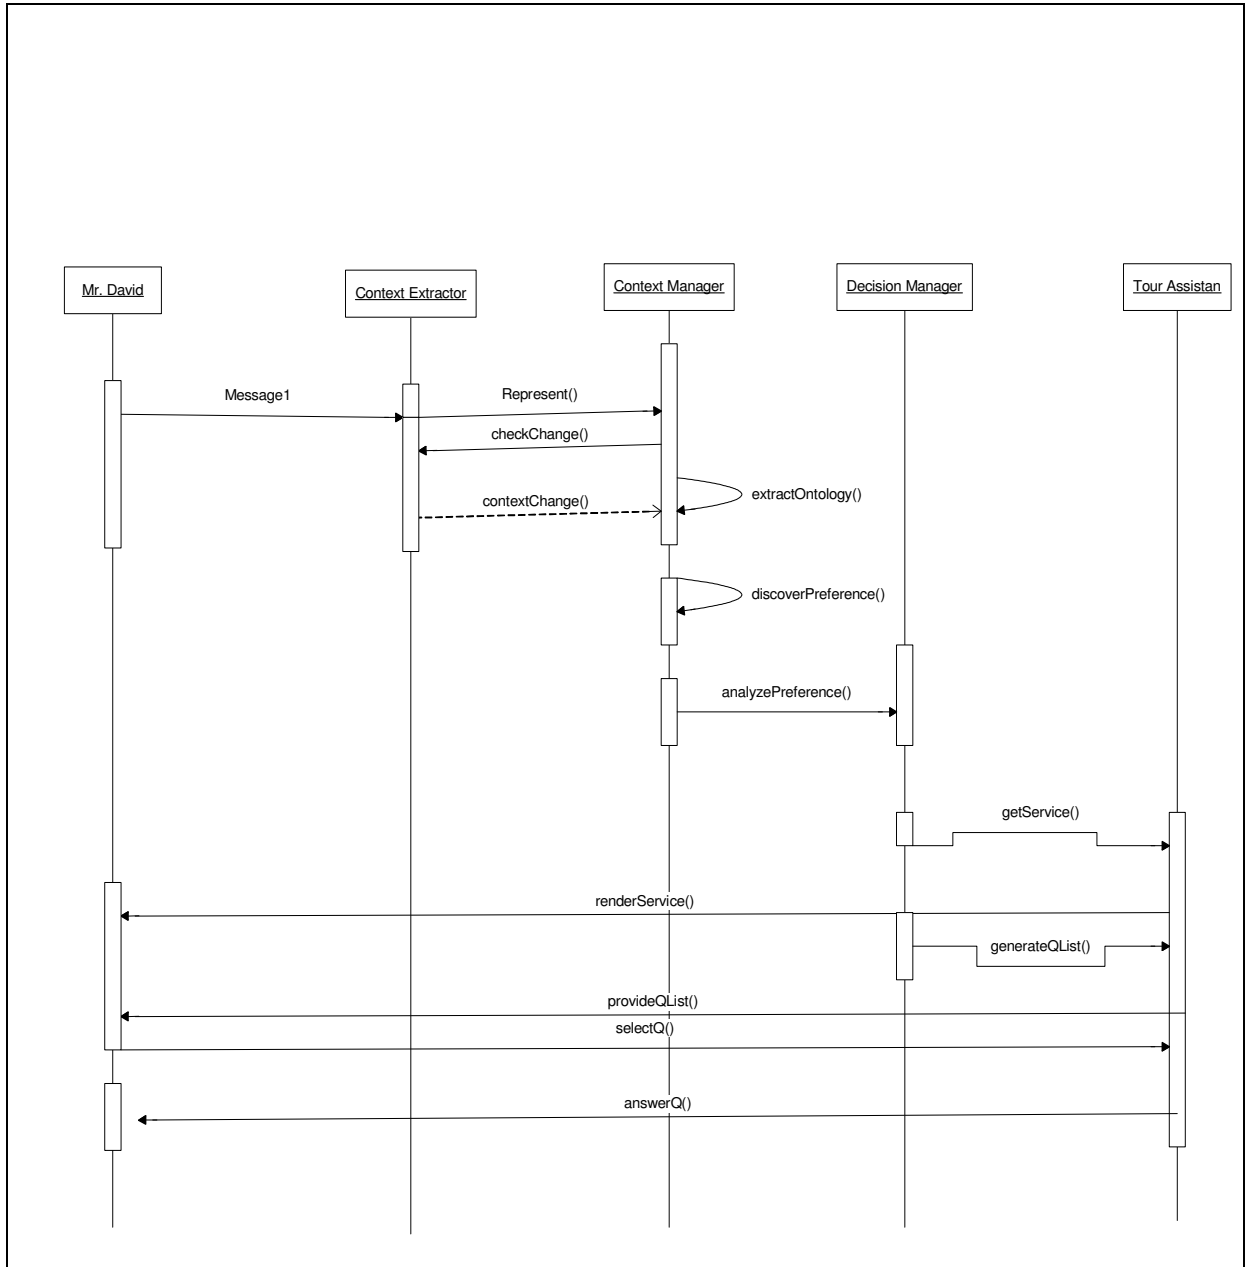 Mr. David
Context Extractor
Context Manager
Decision Manager
Tour Assistan
Message1
Represent()
checkChange()
contextChange()
extractOntology()
discoverPreference()
analyzePreference()
getService()
renderService()
generateQList()
provideQList()
selectQ()
answerQ()